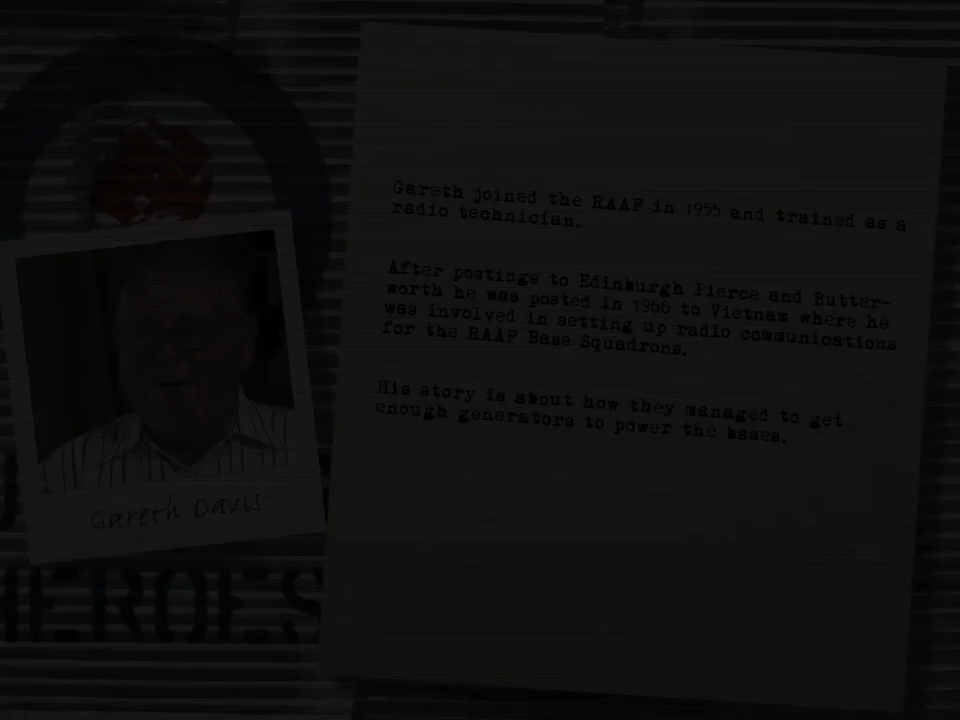 Gareth joined the RAAF in 1955 and trained as a
radio technician.
After postings to Edinburgh Pierce and Butter-
worth he was posted in 1966 to Vietnam where he
was involved in setting up radio communications
for the RAAF Base Squadrons.
His story is about how they managed to get
enough generators to power the bases.
Gareth Davis
HEROES